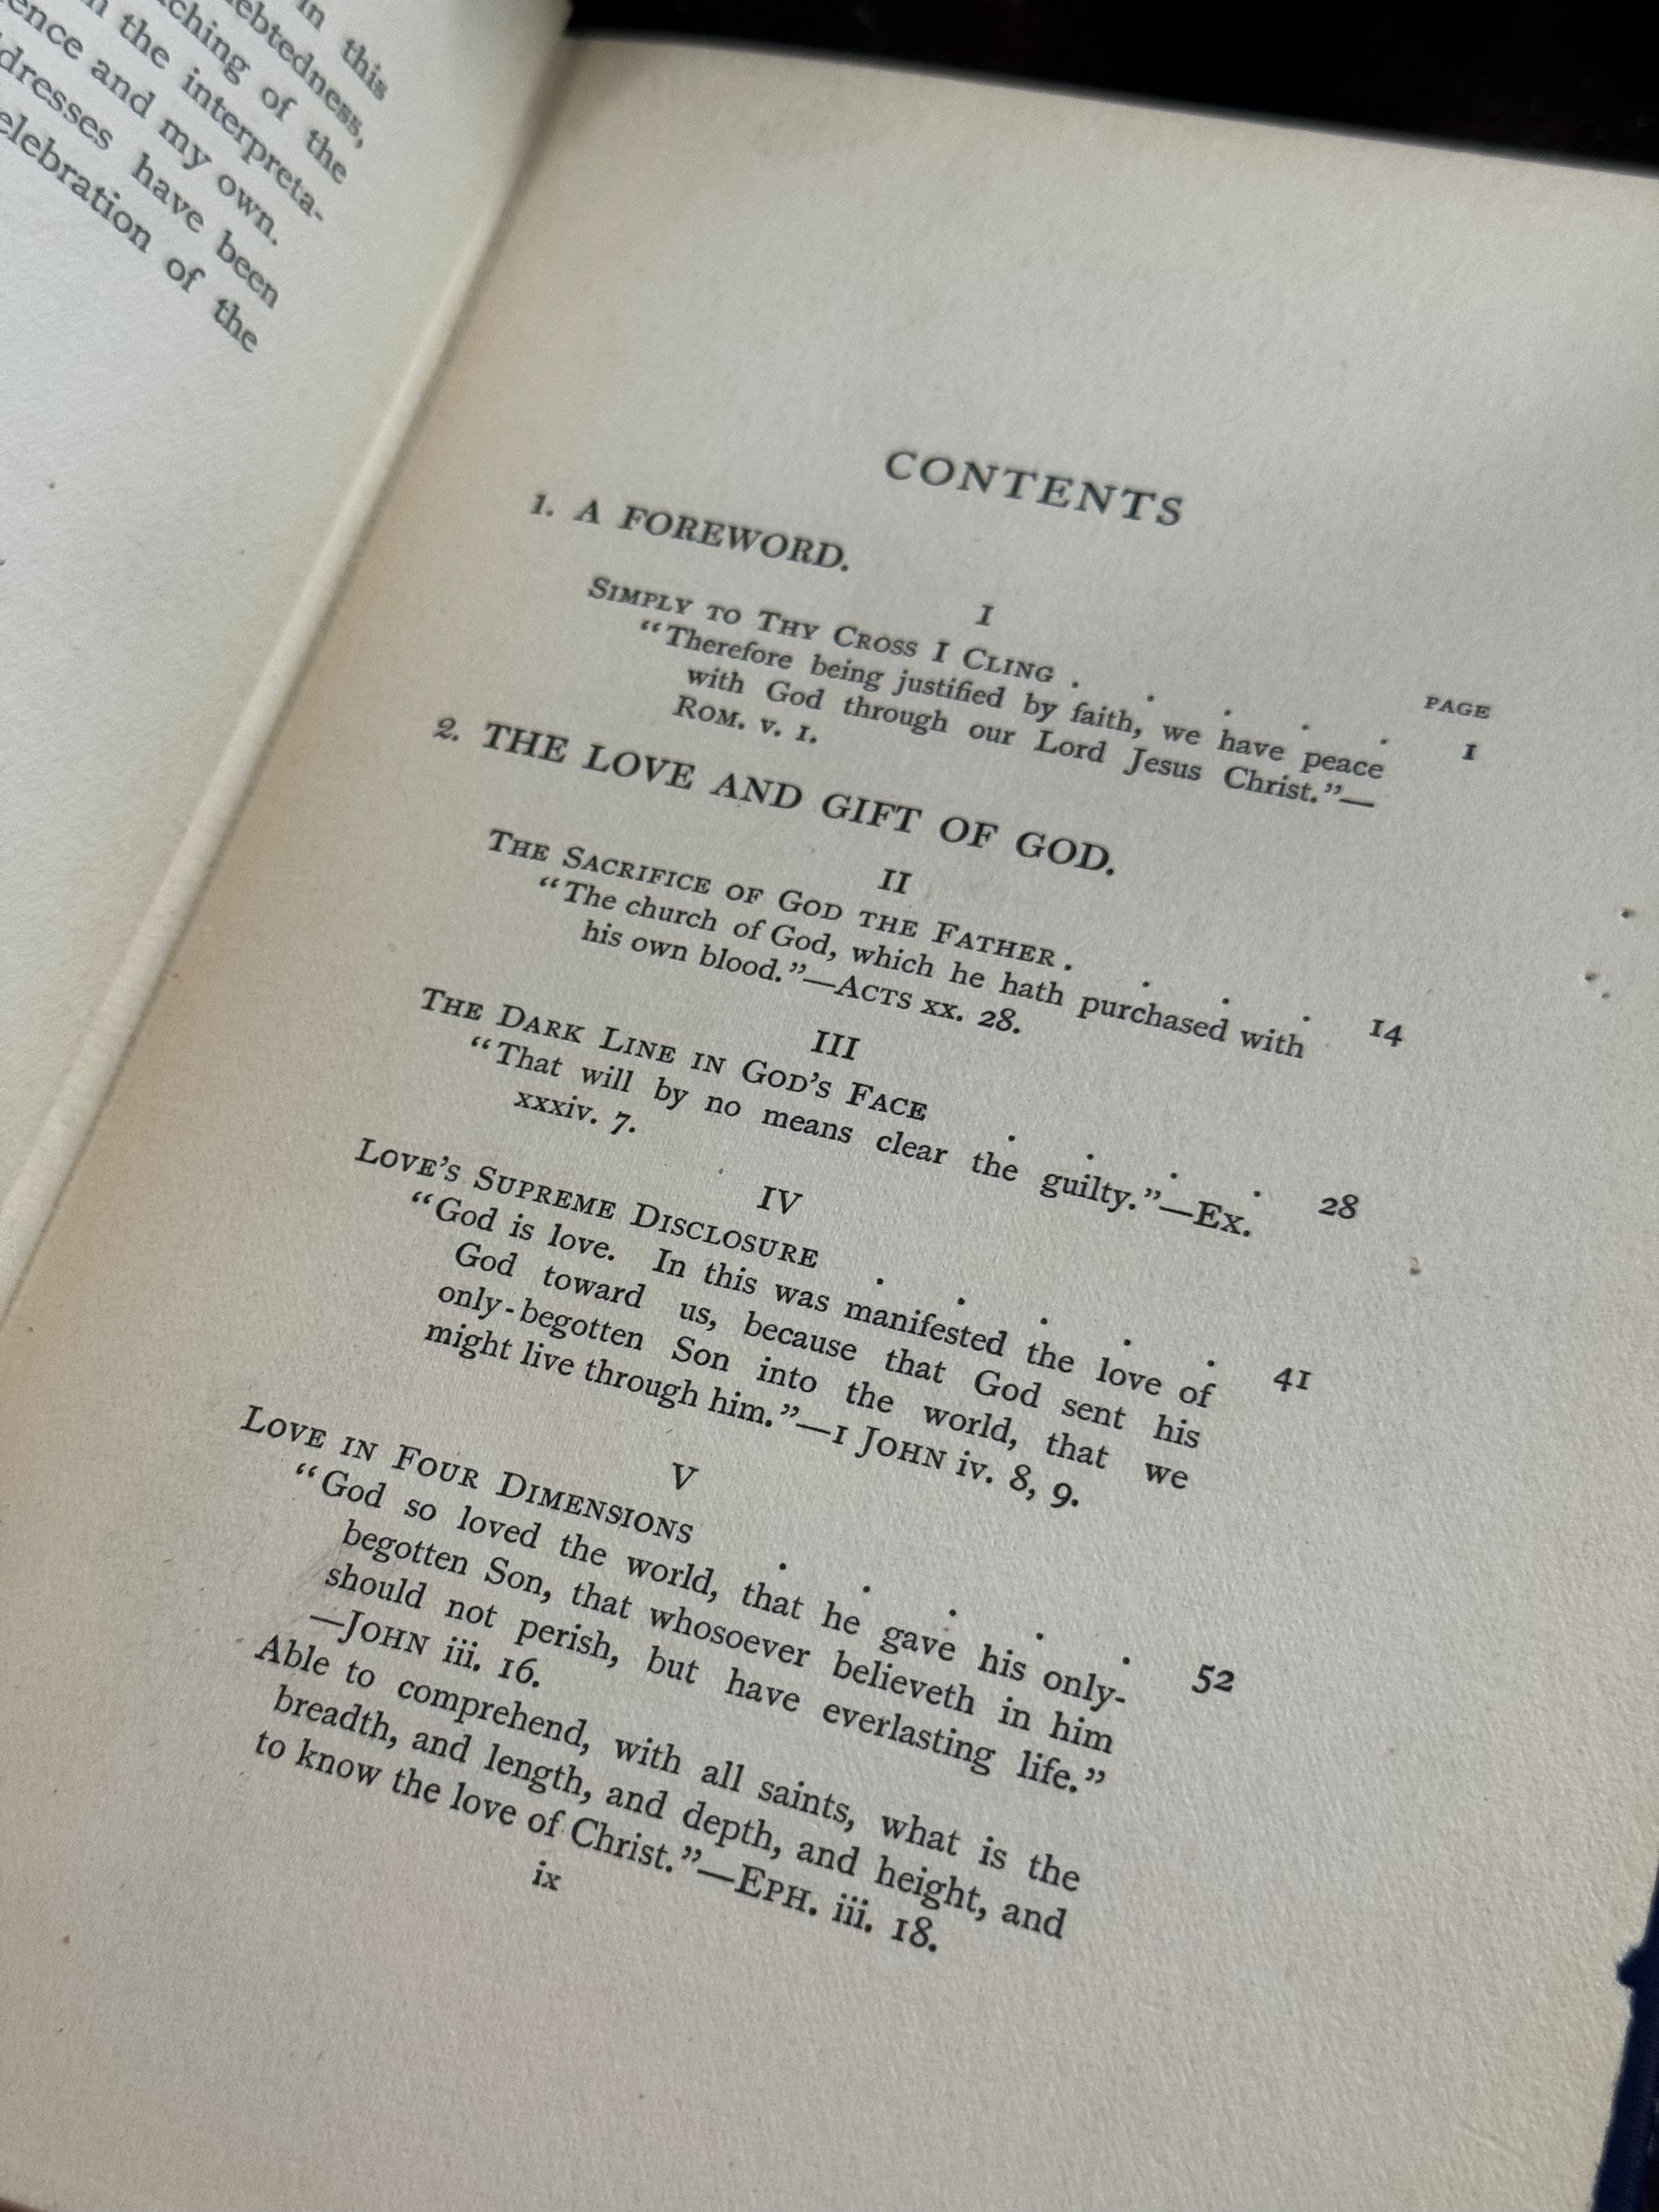 in this
ebtedness,
ching of the
the interpreta-
ence and my own.
dresses have been
elebration of the
CONTENTS
1. A FOREWORD.
I
PAGE
SIMPLY TO THY CROSS I CLING . . . . . 1
"Therefore being justified by faith, we have peace
with God through our Lord Jesus Christ."—
ROM. v. 1.
2. THE LOVE AND GIFT OF GOD.
II
THE SACRIFICE OF GOD THE FATHER . . . . 14
"The church of God, which he hath purchased with
his own blood."—ACTS xx. 28.
III
THE DARK LINE IN GOD'S FACE . . . . 28
"That will by no means clear the guilty."—Ex.
xxxiv. 7.
IV
LOVE'S SUPREME DISCLOSURE . . . . . 41
"God is love. In this was manifested the love of
God toward us, because that God sent his
only-begotten Son into the world, that we
might live through him."—1 JOHN iv. 8, 9.
V
LOVE IN FOUR DIMENSIONS . . . . . 52
"God so loved the world, that he gave his only-
begotten Son, that whosoever believeth in him
should not perish, but have everlasting life."
—JOHN iii. 16.
Able to comprehend, with all saints, what is the
breadth, and length, and depth, and height, and
to know the love of Christ."—EPH. iii. 18.
ix